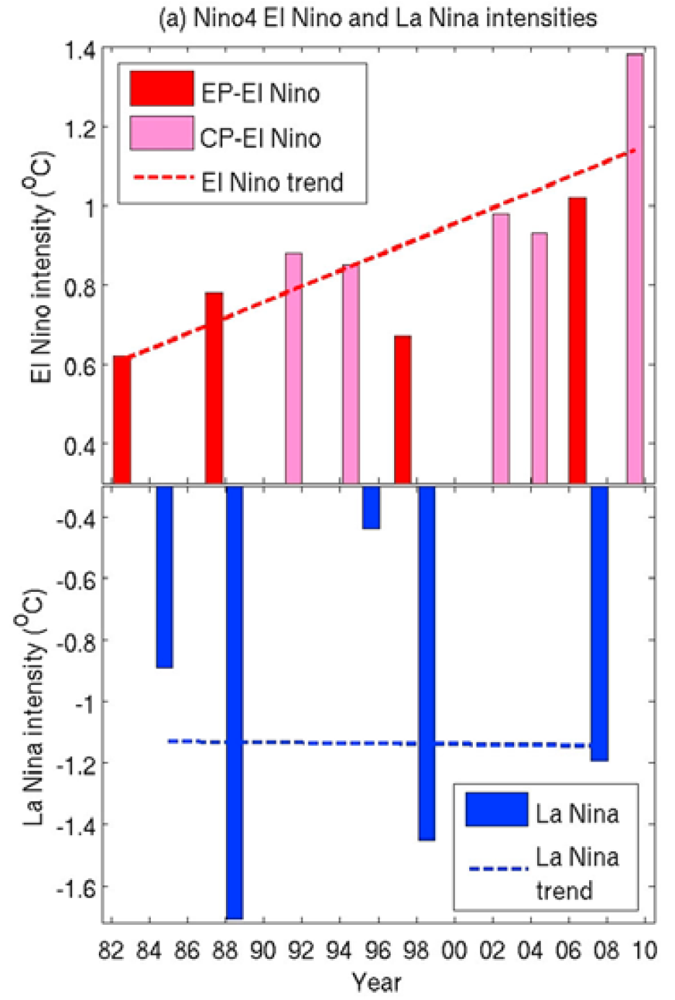 (a) Nino4 El Nino and La Nina intensities
El Nino intensity (°C)
1.4
1.2
1
0.8
0.6
0.4
EP-El Nino
CP-El Nino
El Nino trend
La Nina intensity (°C)
-0.4
-0.6
-0.8
-1
-1.2
-1.4
-1.6
La Nina
La Nina
trend
82 84 86 88 90 92 94 96 98 00 02 04 06 08 10
Year